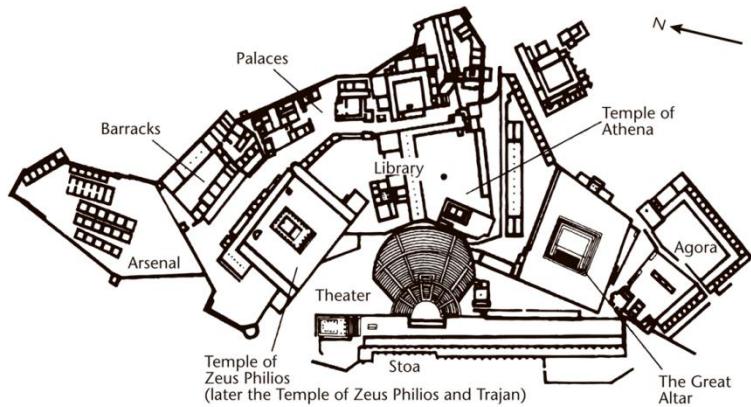 N
Palaces
Temple of
Athena
Barracks
Library
Agora
Arsenal
Theater
Temple of
Zeus Philios
(later the Temple of Zeus Philios and Trajan)
Stoa
The Great
Altar